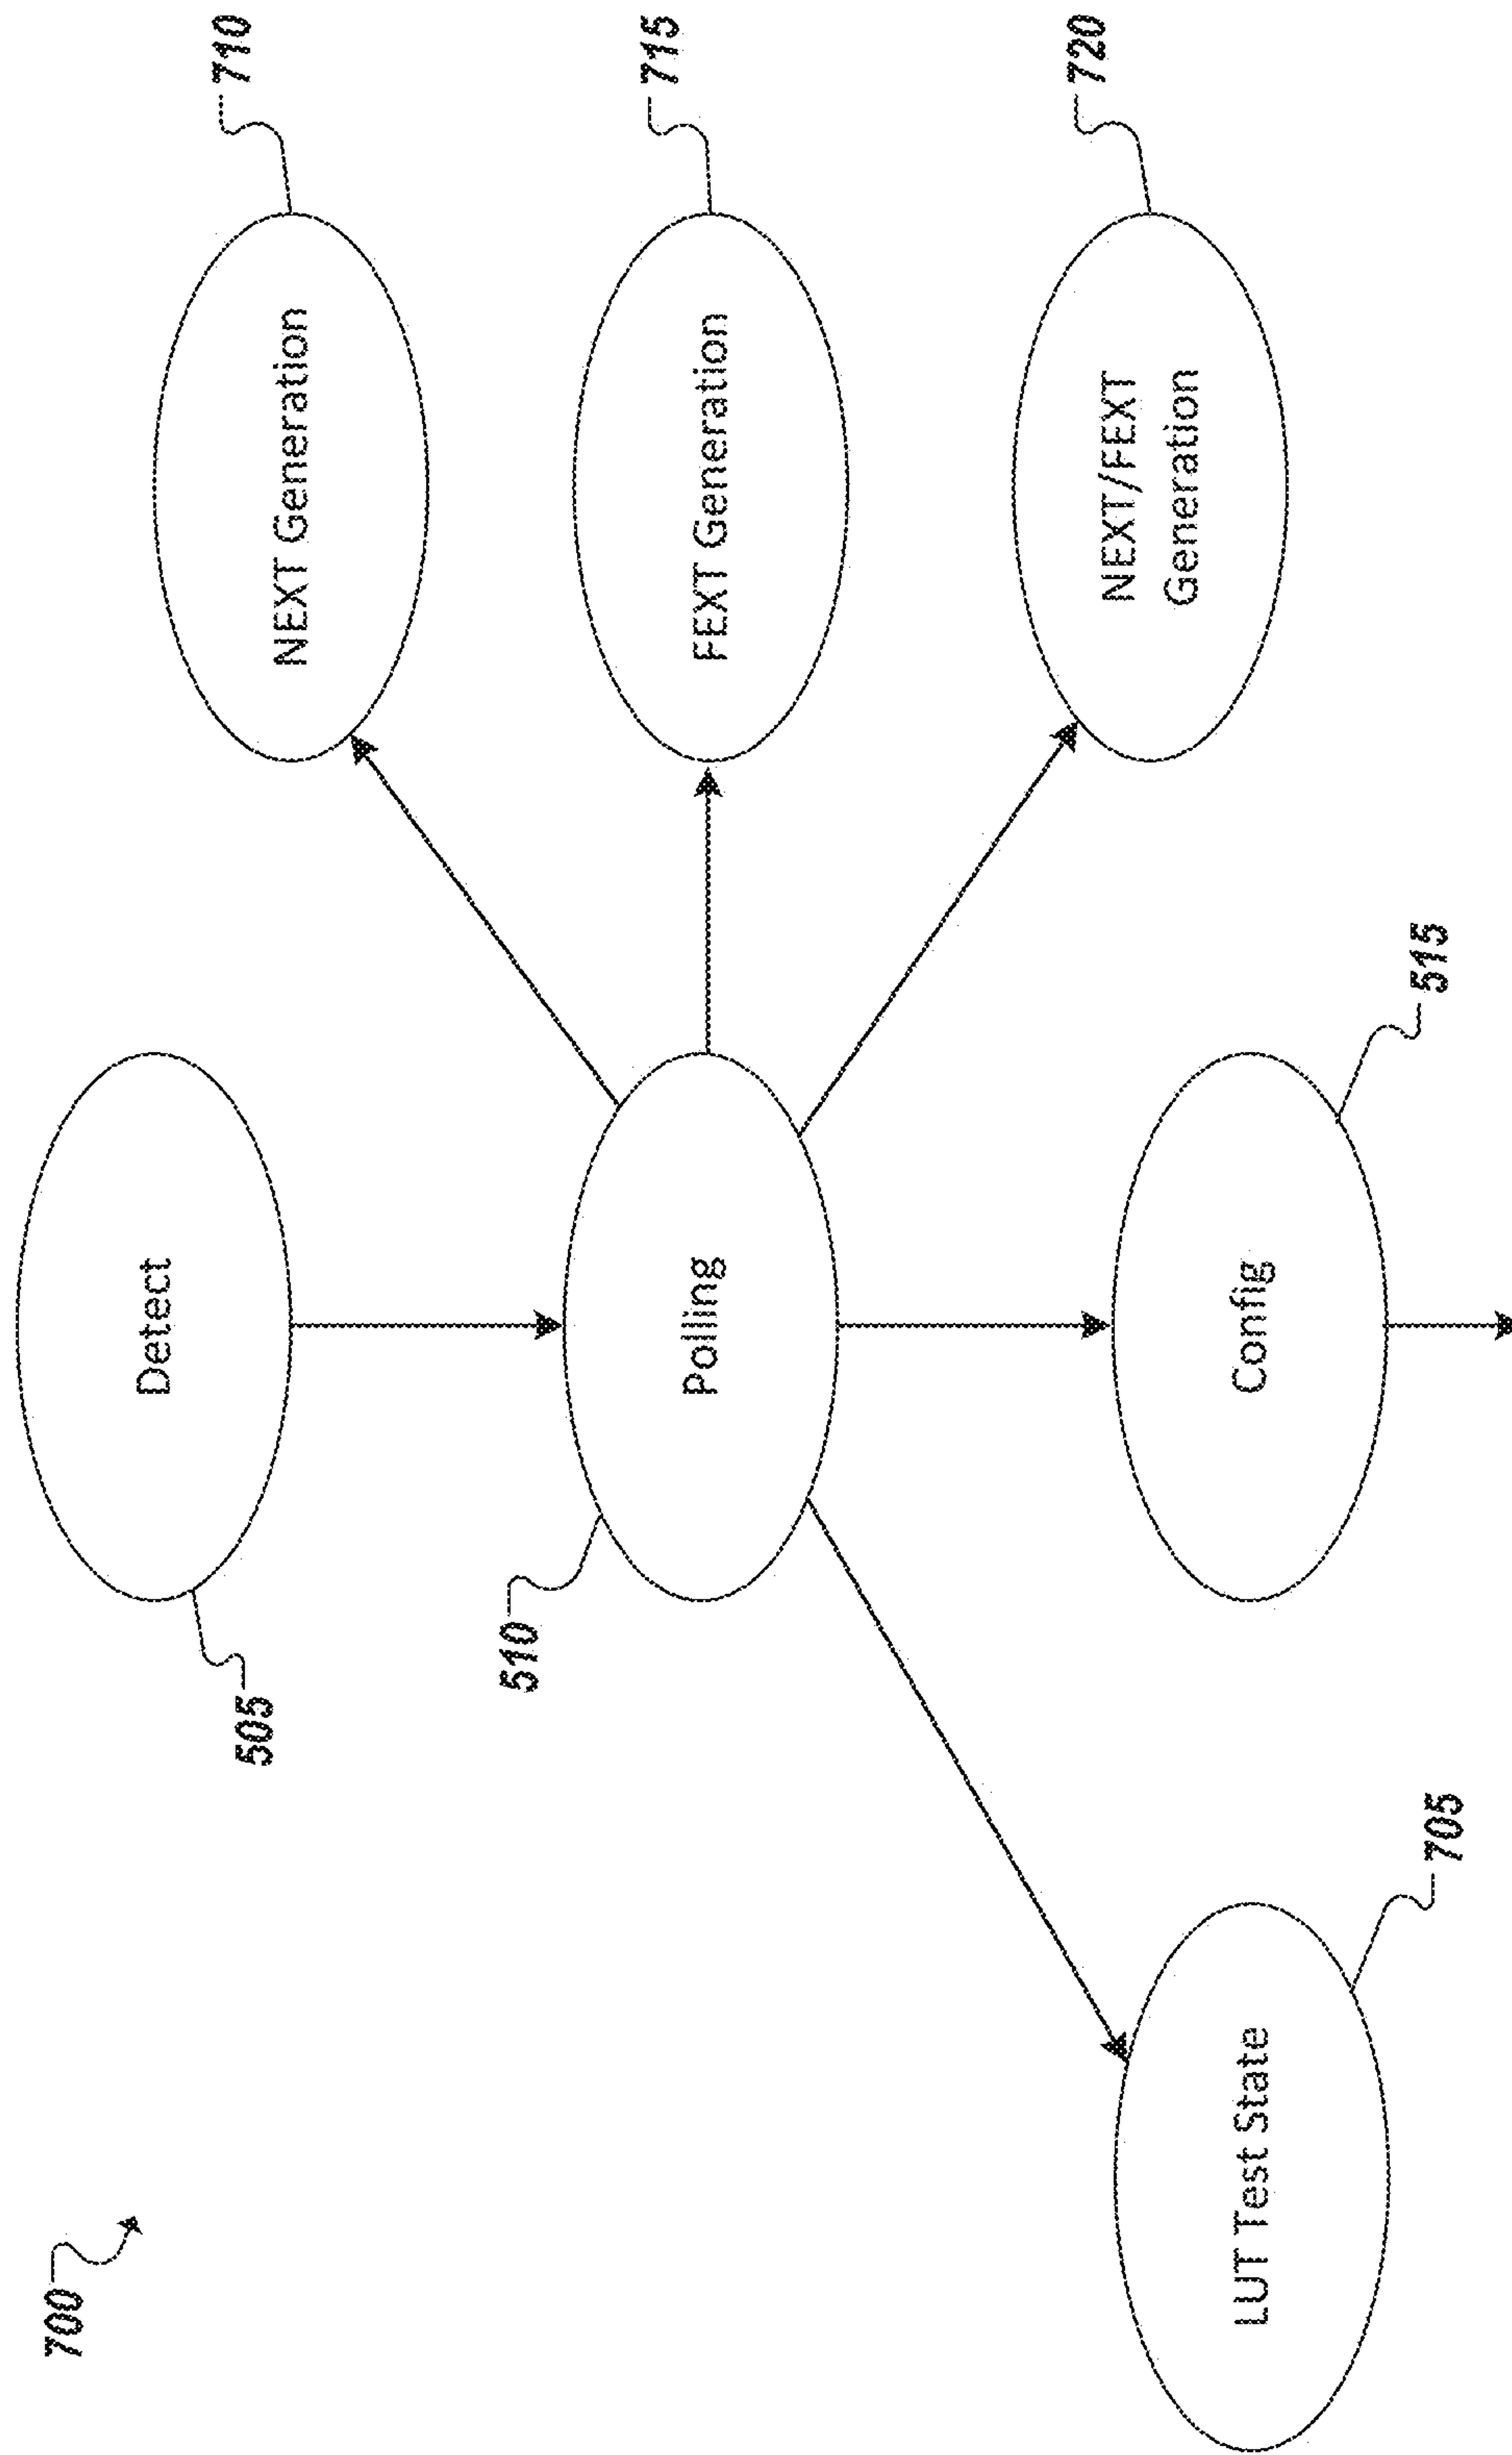 700
Detect
505
710
NEXT Generation
510
Polling
715
FEXT Generation
720
NEXT/FEXT
Generation
705
LUT Test State
Config
515